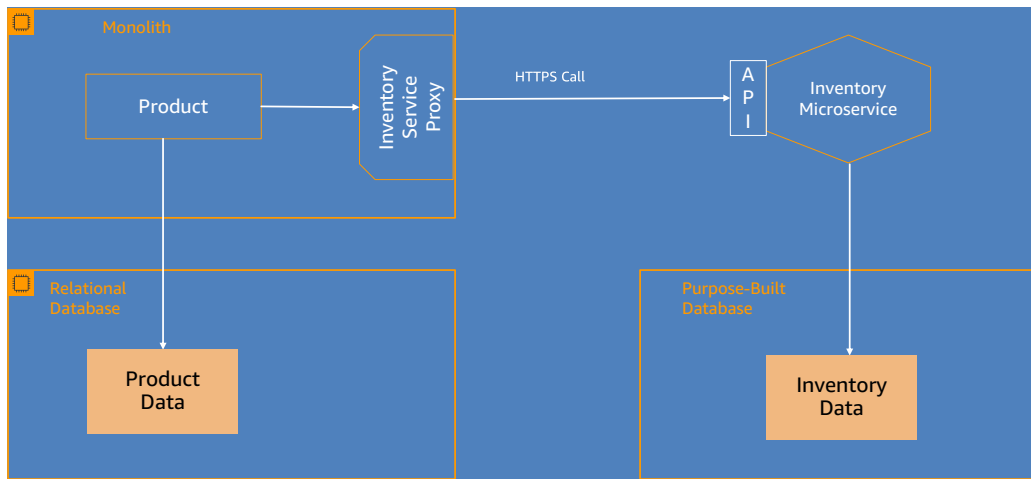 Monolith
Product
Inventory
Service
Proxy
HTTPS Call
A
P
I
Inventory
Microservice
Relational
Database
Product
Data
Purpose-Built
Database
Inventory
Data